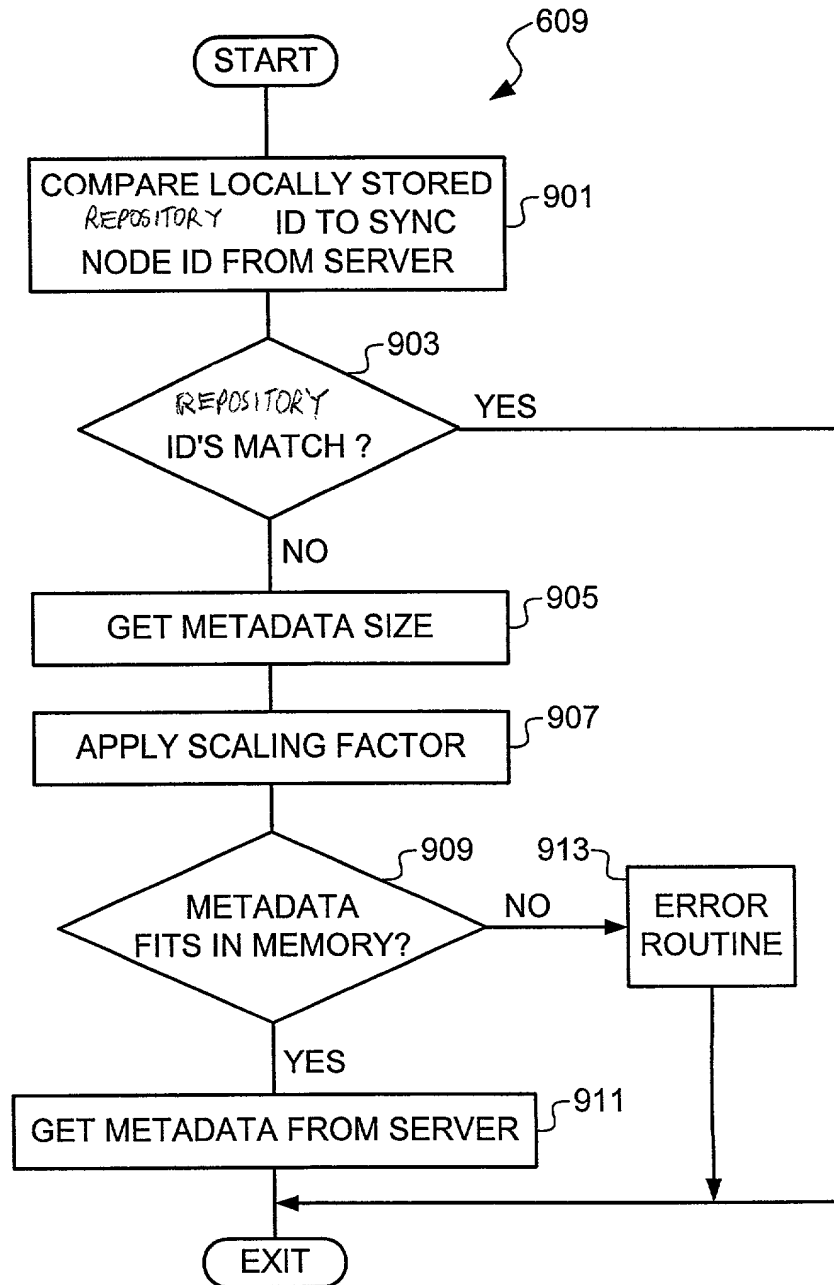 609
START
COMPARE LOCALLY STORED
REPOSITORY ID TO SYNC
NODE ID FROM SERVER
901
903
REPOSITORY
ID'S MATCH ?
YES
NO
GET METADATA SIZE
905
APPLY SCALING FACTOR
907
909
METADATA
FITS IN MEMORY?
NO
913
ERROR
ROUTINE
YES
GET METADATA FROM SERVER
911
EXIT